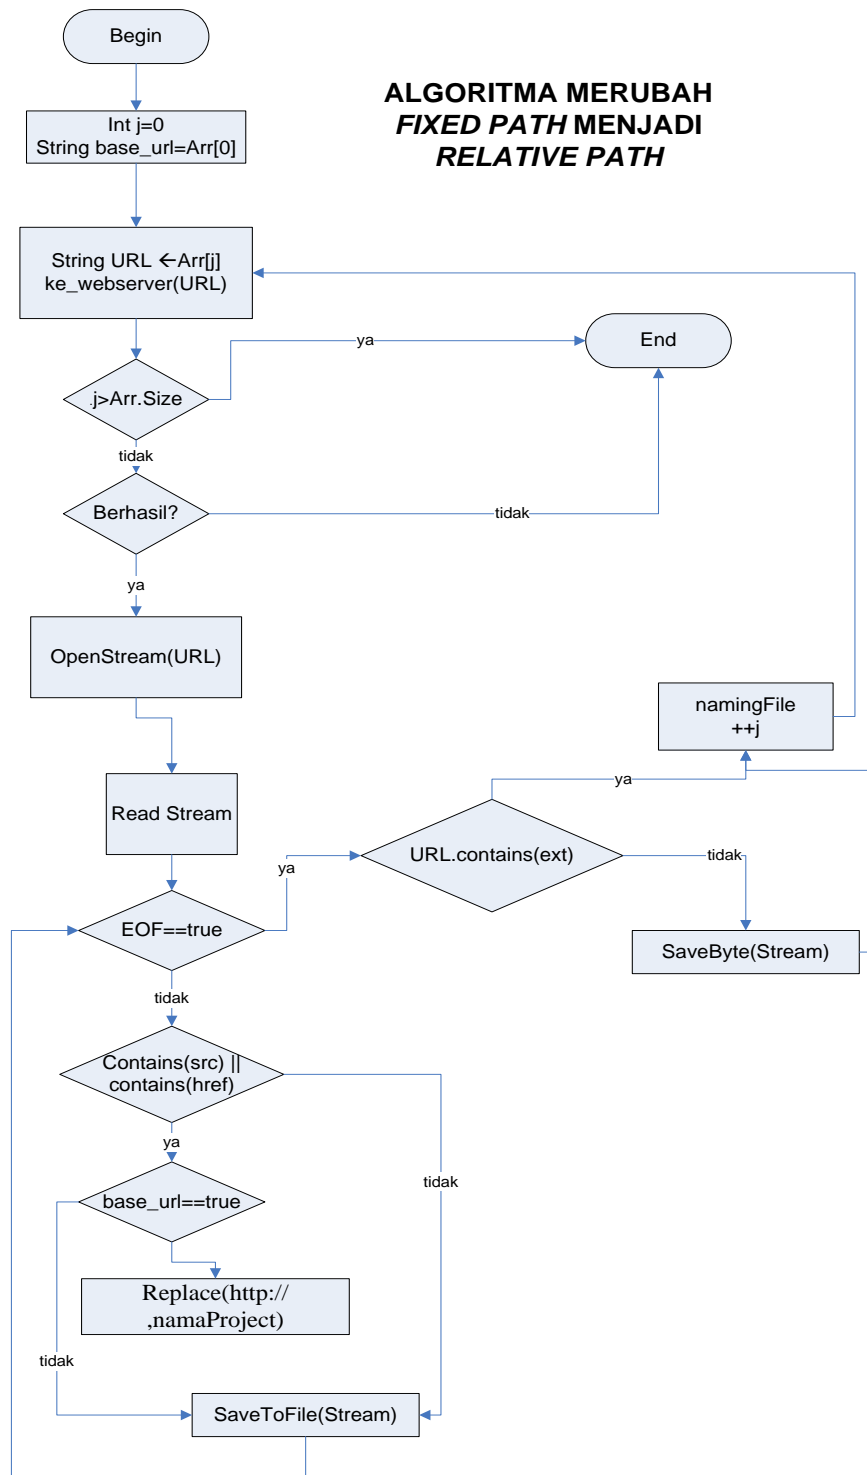 Begin
ALGORITMA MERUBAH
FIXED PATH MENJADI
RELATIVE PATH
Int j=0
String base_url=Arr[0]
String URL ←Arr[j]
ke_webserver(URL)
ya
End
.j>Arr.Size
tidak
Berhasil?
tidak
ya
OpenStream(URL)
namingFile
++j
ya
Read Stream
URL.contains(ext)
tidak
ya
EOF==true
SaveByte(Stream)
tidak
Contains(src) ||
contains(href)
ya
tidak
base_url==true
Replace(http://
,namaProject)
tidak
SaveToFile(Stream)